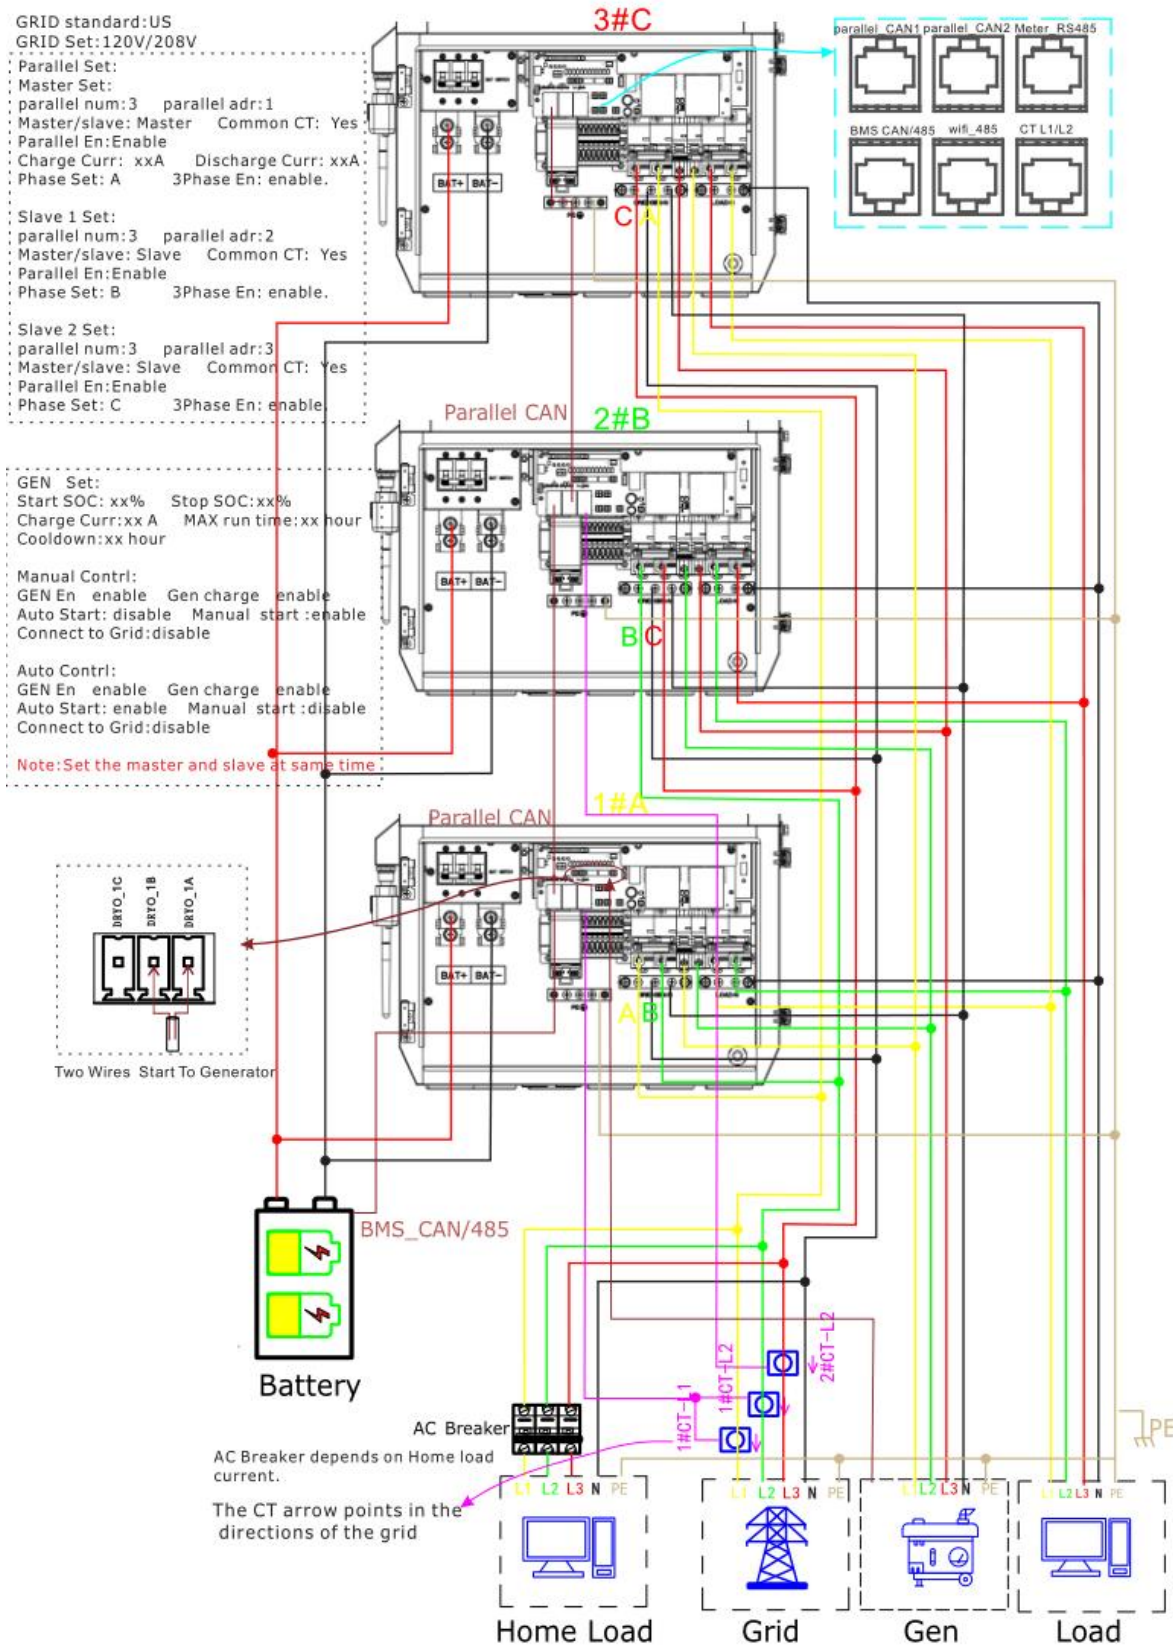 GRID standard:US
GRID Set:120V/208V
Parallel Set:
Master Set:
parallel num:3 parallel adr:1
Master/slave: Master Common CT: Yes
Parallel En:Enable
Charge Curr: xxA Discharge Curr: xxA
Phase Set: A 3Phase En: enable.
Slave 1 Set:
parallel num:3 parallel adr:2
Master/slave: Slave Common CT: Yes
Parallel En:Enable
Phase Set: B 3Phase En: enable.
Slave 2 Set:
parallel num:3 parallel adr:3
Master/slave: Slave Common CT: Yes
Parallel En:Enable
Phase Set: C 3Phase En: enable.
3#C
parallel_CAN1 parallel_CAN2 Meter_RS485
BMS CAN/485 wifi_485 CT L1/L2
BAT+ BAT-
PE
C A
Parallel CAN
2#B
GEN Set:
Start SOC: xx% Stop SOC:xx%
Charge Curr:xx A MAX run time:xx hour
Cooldown:xx hour
Manual Contrl:
GEN En enable Gen charge enable
Auto Start: disable Manual start :enable
Connect to Grid:disable
Auto Contrl:
GEN En enable Gen charge enable
Auto Start: enable Manual start :disable
Connect to Grid:disable
Note:Set the master and slave at same time
BAT+ BAT-
PE
B C
Parallel CAN
1#A
BAT+ BAT-
PE
A B
DRYO_1C
DRYO_1B
DRYO_1A
Two Wires Start To Generator
BMS_CAN/485
Battery
2#CT-L2
1#CT-L2
1#CT-L1
AC Breaker
AC Breaker depends on Home load
current.
The CT arrow points in the
directions of the grid
PE
L1 L2 L3 N PE
L1 L2 L3 N PE
L1 L2 L3 N PE
L1 L2 L3 N PE
Home Load
Grid
Gen
Load